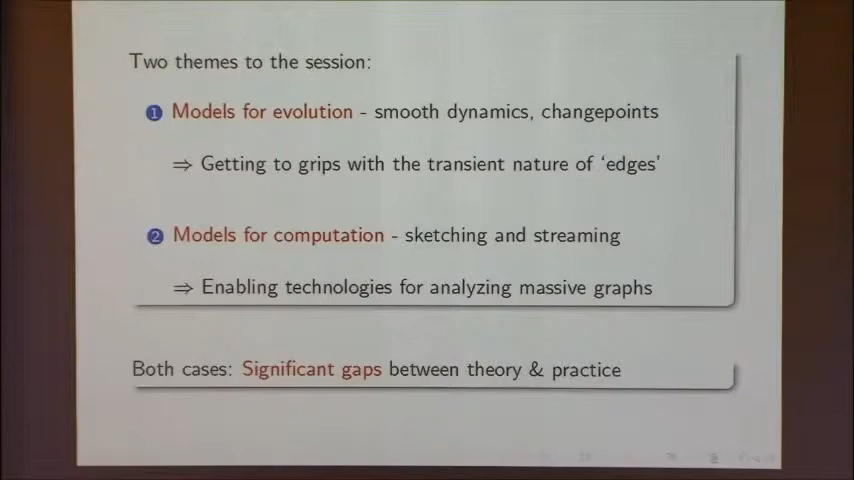 Two themes to the session:
1 Models for evolution - smooth dynamics, changepoints
⇒ Getting to grips with the transient nature of ‘edges’
2 Models for computation - sketching and streaming
⇒ Enabling technologies for analyzing massive graphs
Both cases: Significant gaps between theory & practice